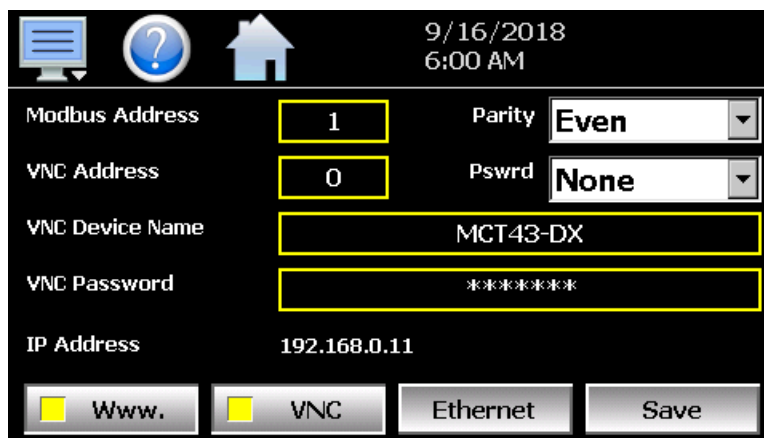 ?
9/16/2018
6:00 AM
Modbus Address 1 Parity Even
VNC Address 0 Pswrd None
VNC Device Name MCT43-DX
VNC Password *******
IP Address 192.168.0.11
Www. VNC Ethernet Save